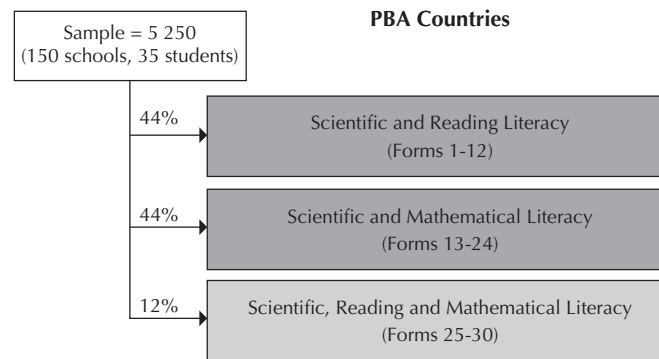 PBA Countries
Sample = 5 250
(150 schools, 35 students)
44%
Scientific and Reading Literacy
(Forms 1-12)
44%
Scientific and Mathematical Literacy
(Forms 13-24)
12%
Scientific, Reading and Mathematical Literacy
(Forms 25-30)